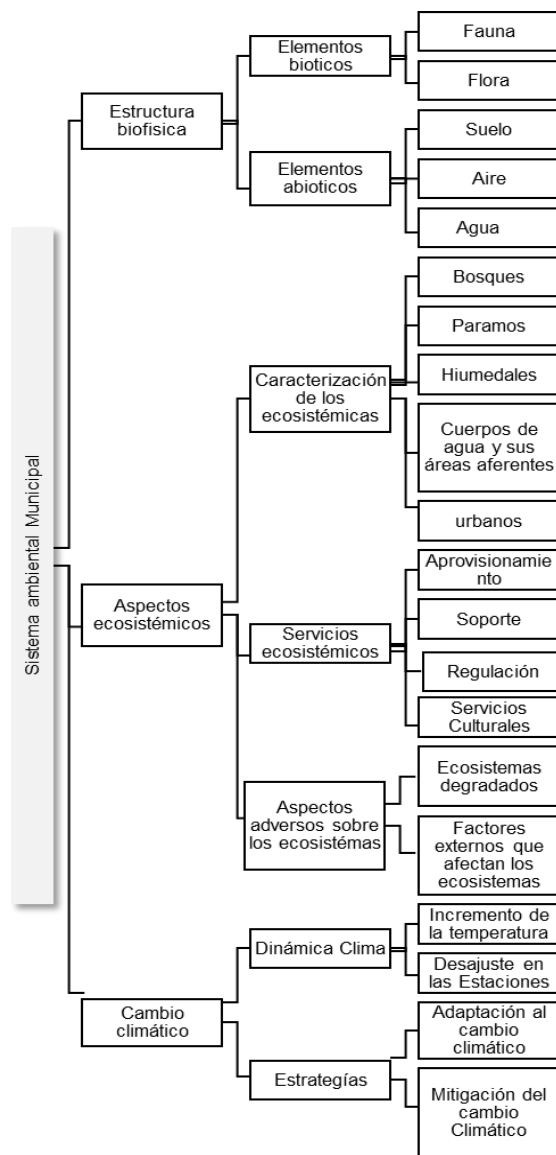 Sistema ambiental Municipal
Estructura
biofisica
Elementos
bioticos
Fauna
Flora
Elementos
abioticos
Suelo
Aire
Agua
Aspectos
ecosistémicos
Caracterización
de los
ecosistémicas
Bosques
Paramos
Hiumedales
Cuerpos de
agua y sus
áreas aferentes
urbanos
Servicios
ecosistémicos
Aprovisionamie
nto
Soporte
Regulación
Servicios
Culturales
Aspectos
adversos sobre
los ecosistémas
Ecosistemas
degradados
Factores
externos que
afectan los
ecosistemas
Cambio
climático
Dinámica Clima
Incremento de
la temperatura
Desajuste en
las Estaciones
Estrategías
Adaptación al
cambio
climático
Mitigación del
cambio
Climático